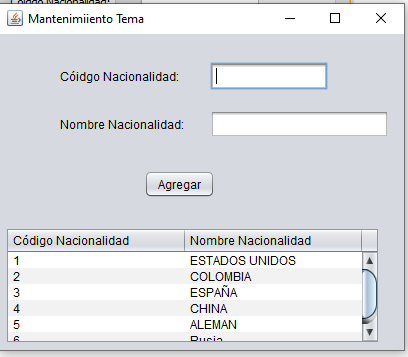 Mantenimiiento Tema
Cóidgo Nacionalidad:
Nombre Nacionalidad:
Agregar
Código Nacionalidad Nombre Nacionalidad
1 ESTADOS UNIDOS
2 COLOMBIA
3 ESPAÑA
4 CHINA
5 ALEMAN
6 Rusia